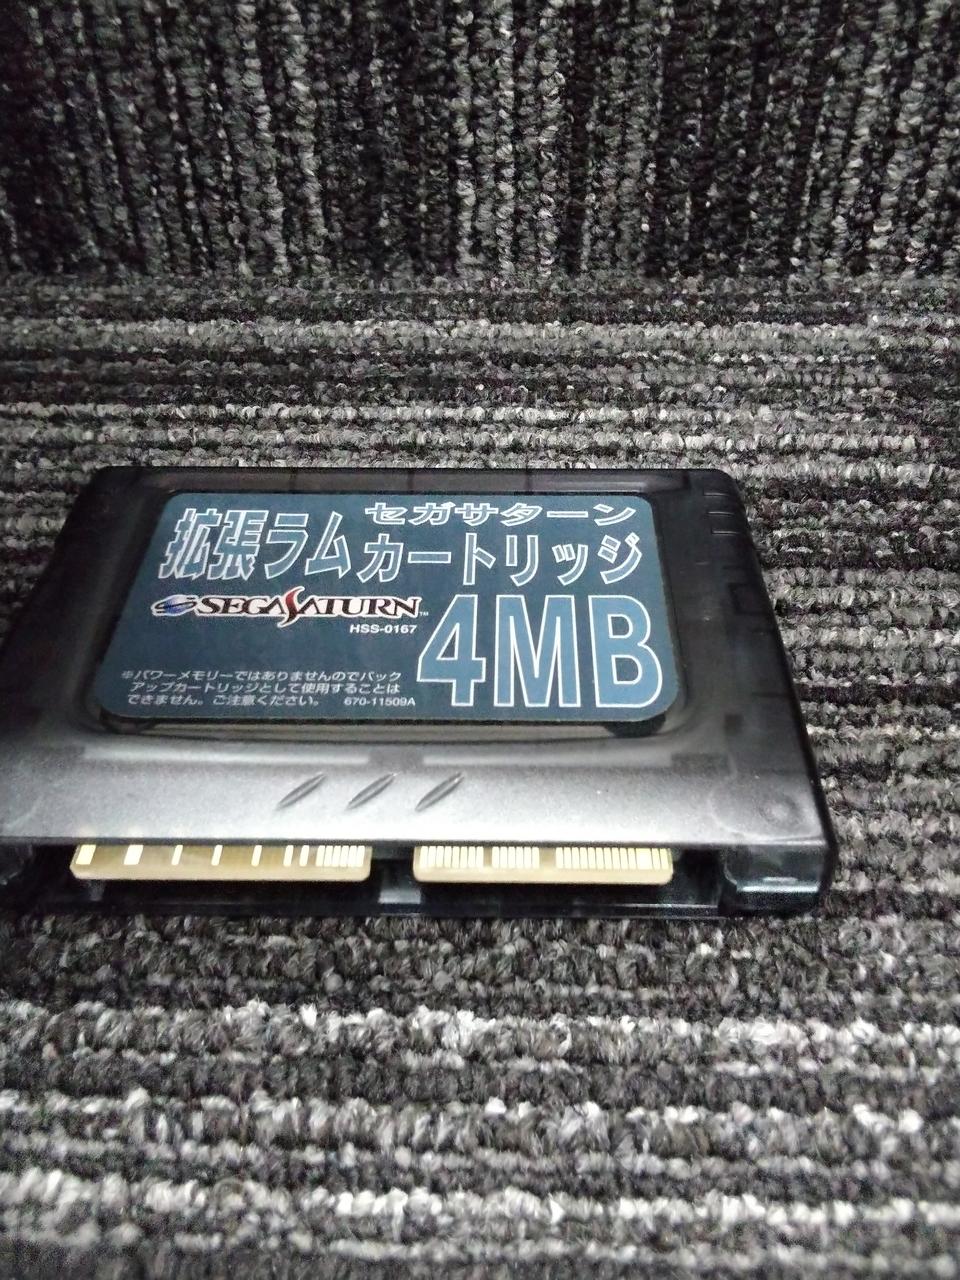 セガサターン
拡張ラムカートリッジ
SEGA SATURN™
HSS-0167
4MB
※パワーメモリーではありませんのでバック
アップカートリッジとして使用することは
できません。ご注意ください。 670-11509A